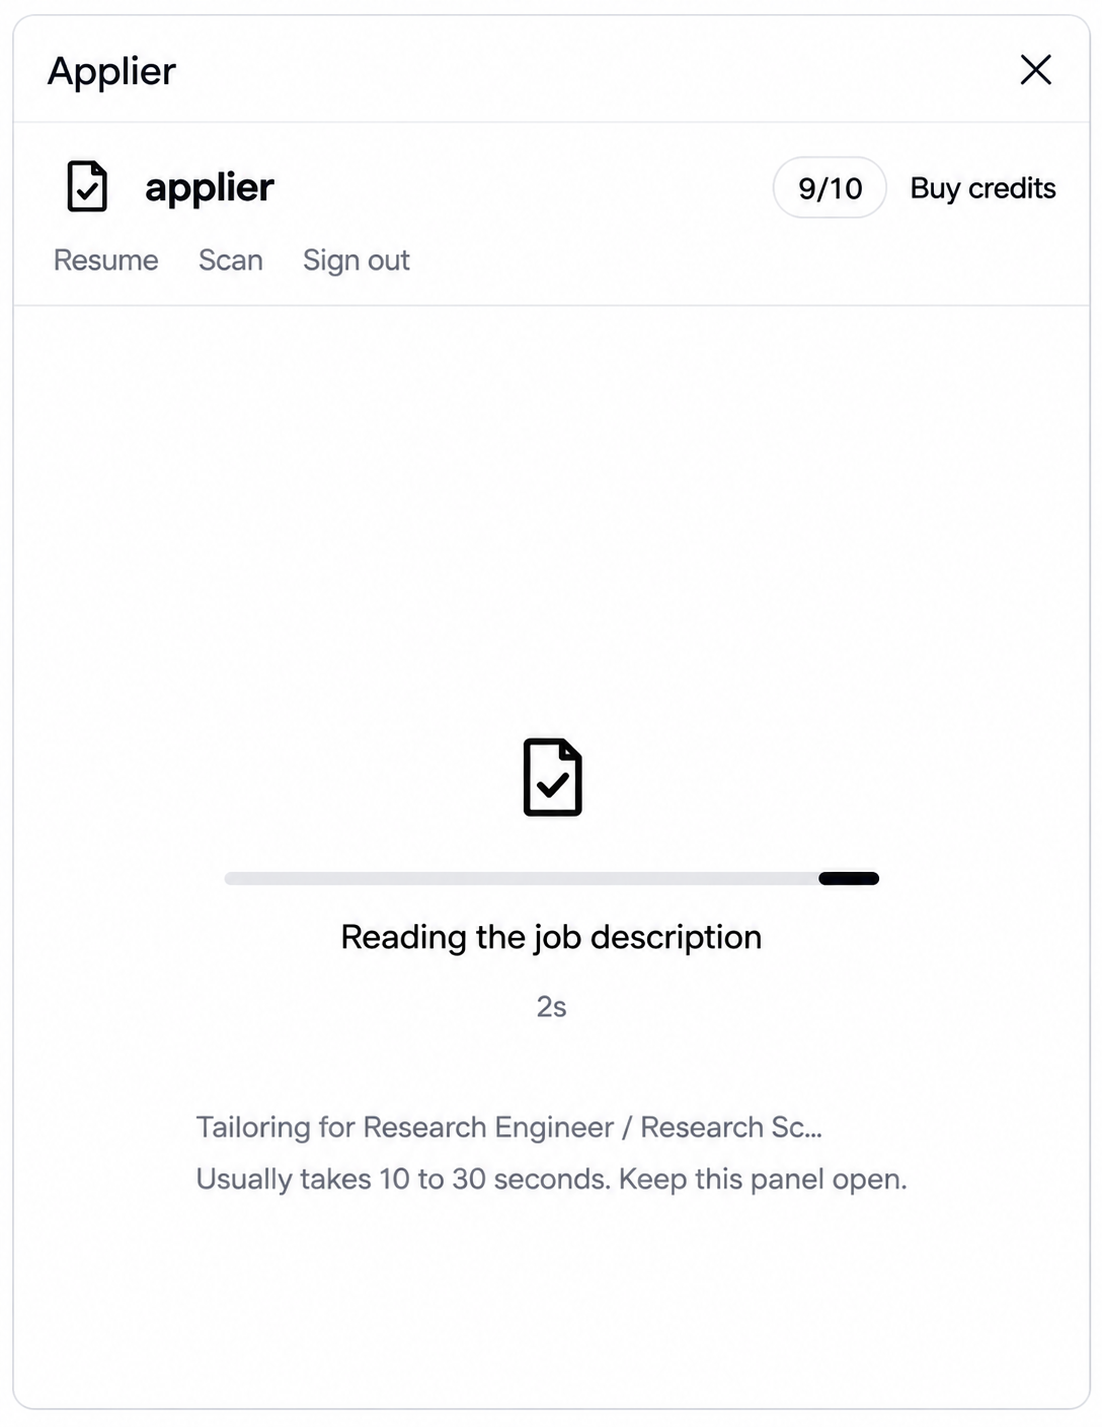 Applier
applier
9/10
Buy credits
Resume
Scan
Sign out
Reading the job description
2s
Tailoring for Research Engineer / Research Sc...
Usually takes 10 to 30 seconds. Keep this panel open.